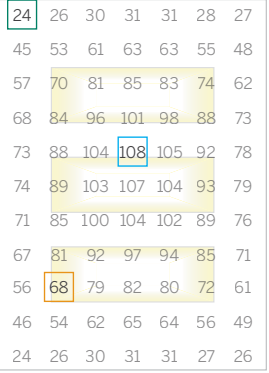 24 26 30 31 31 28 27
45 53 61 63 63 55 48
57 70 81 85 83 74 62
68 84 96 101 98 88 73
73 88 104 108 105 92 78
74 89 103 107 104 93 79
71 85 100 104 102 89 76
67 81 92 97 94 85 71
56 68 79 82 80 72 61
46 54 62 65 64 56 49
24 26 30 31 31 27 26